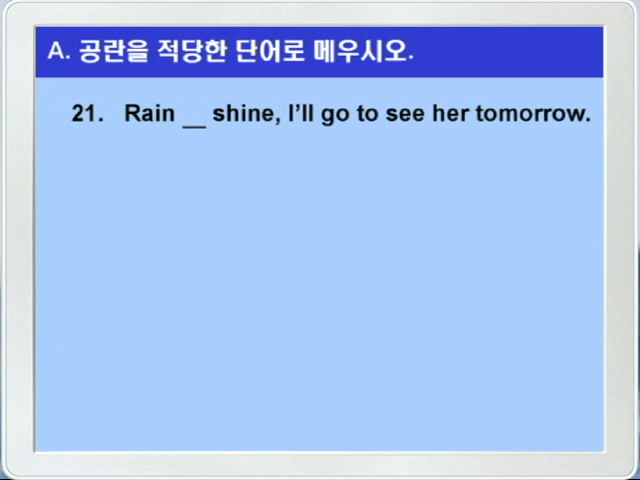 A. 공란을 적당한 단어로 메우시오.
21. Rain __ shine, I'll go to see her tomorrow.